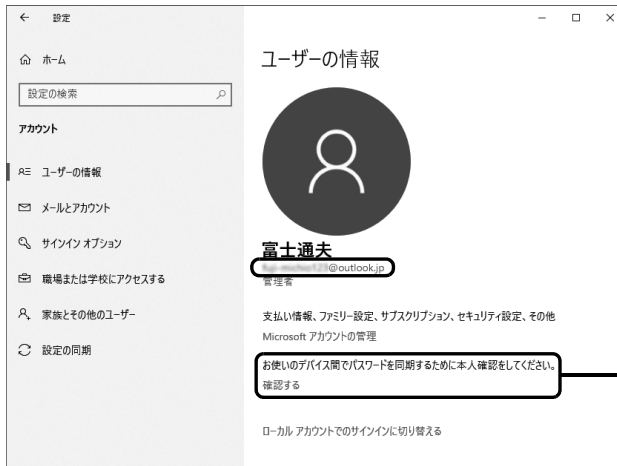 設定
ホーム
ユーザーの情報
設定の検索
アカウント
ユーザーの情報
メールとアカウント
サインイン オプション
職場または学校にアクセスする
家族とその他のユーザー
設定の同期
富士通夫
@outlook.jp
管理者
支払い情報、ファミリー設定、サブスクリプション、セキュリティ設定、その他
Microsoft アカウントの管理
お使いのデバイス間でパスワードを同期するために本人確認をしてください。
確認する
ローカル アカウントでのサインインに切り替える